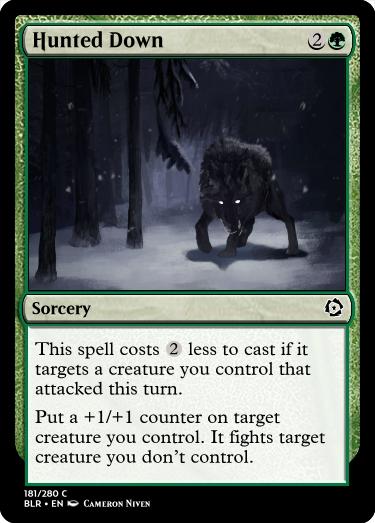 Hunted Down 2
Sorcery
This spell costs 2 less to cast if it
targets a creature you control that
attacked this turn.
Put a +1/+1 counter on target
creature you control. It fights target
creature you don’t control.
181/280 C
BLR • EN Cameron Niven